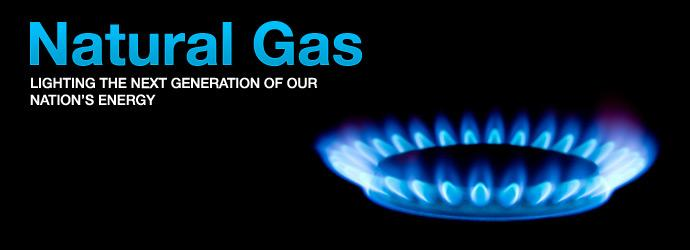 Natural Gas
LIGHTING THE NEXT GENERATION OF OUR
NATION'S ENERGY